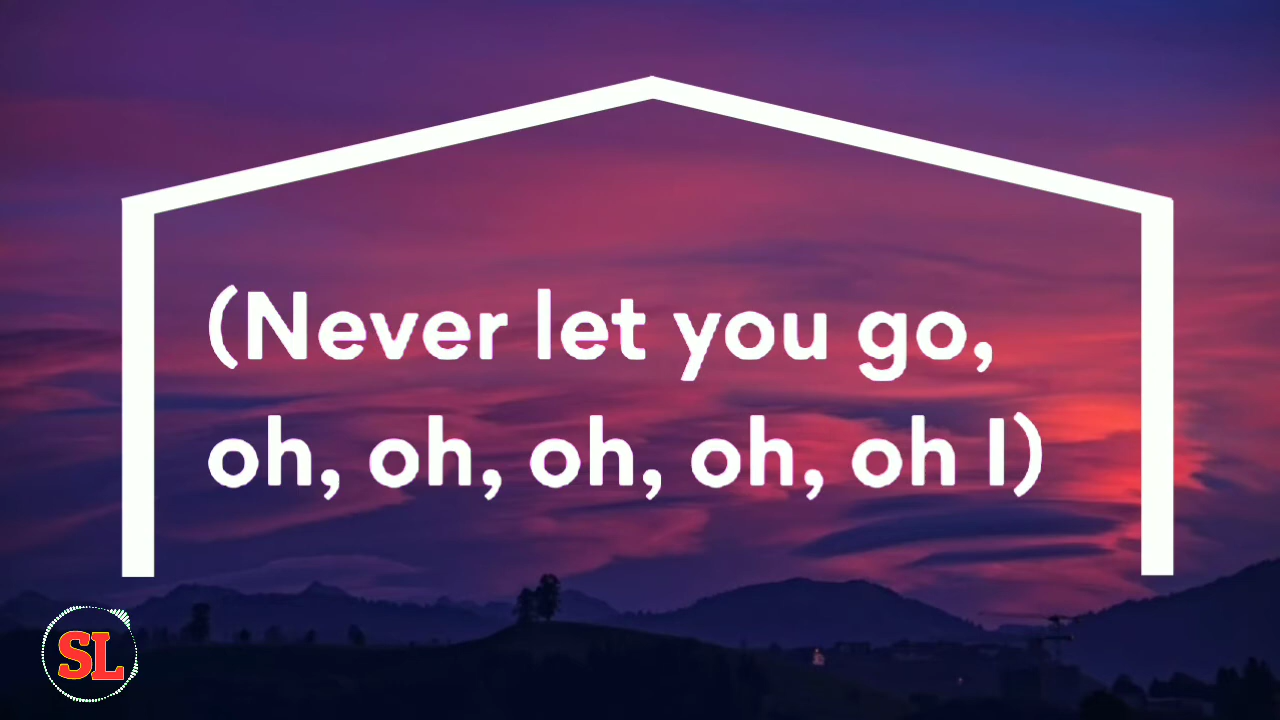 (Never let you go,
oh, oh, oh, oh, oh I)
SL